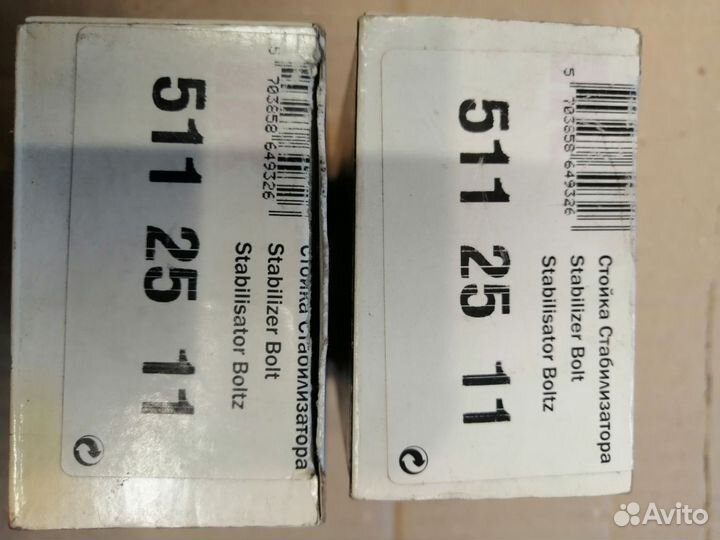 Стойка Стабилизатора
Stabilizer Bolt
Stabilisator Boltz
5 703858 649326
511 25 11
Стойка Стабилизатора
Stabilizer Bolt
Stabilisator Boltz
5 703858 649326
511 25 11
Avito